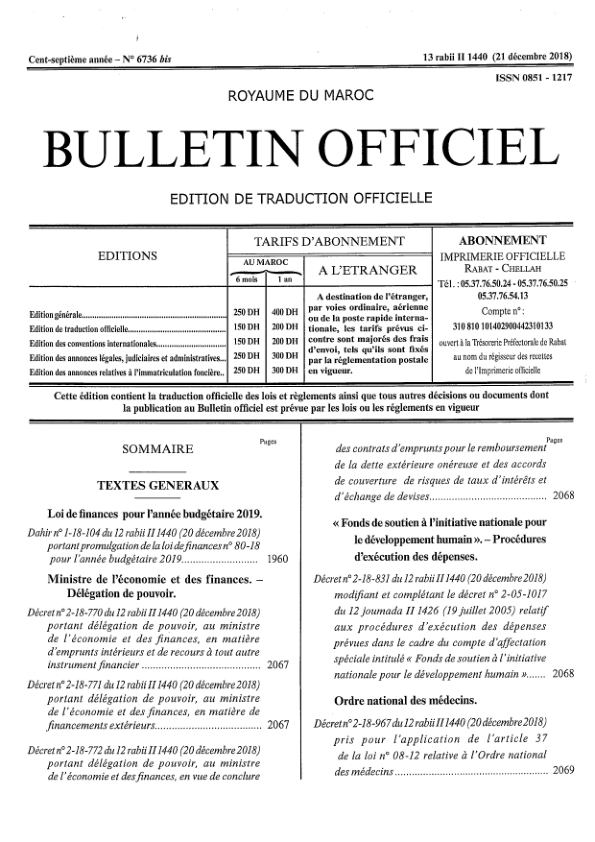 Cent-septième année – N° 6736 bis
13 rabii II 1440 (21 décembre 2018)
ISSN 0851 - 1217
ROYAUME DU MAROC
BULLETIN OFFICIEL
EDITION DE TRADUCTION OFFICIELLE
EDITIONS
TARIFS D'ABONNEMENT
AU MAROC
6 mois
1 an
A L'ETRANGER
Edition générale.......... 250 DH 400 DH
Edition de traduction officielle.......... 150 DH 200 DH
Edition des conventions internationales.......... 150 DH 200 DH
Edition des annonces légales, judiciaires et administratives... 250 DH 300 DH
Edition des annonces relatives à l'immatriculation foncière.. 250 DH 300 DH
A destination de l'étranger,
par voies ordinaire, aérienne
ou de la poste rapide interna-
tionale, les tarifs prévus ci-
contre sont majorés des frais
d'envoi, tels qu'ils sont fixés
par la réglementation postale
en vigueur.
ABONNEMENT
IMPRIMERIE OFFICIELLE
RABAT - CHELLAH
Tél. : 05.37.76.50.24 - 05.37.76.50.25
05.37.76.54.13
Compte n° :
310 810 101402900442310133
ouvert à la Trésorerie Préfectorale de Rabat
au nom du régisseur des recettes
de l'Imprimerie officielle
Cette édition contient la traduction officielle des lois et règlements ainsi que tous autres décisions ou documents dont
la publication au Bulletin officiel est prévue par les lois ou les règlements en vigueur
SOMMAIRE
Pages
TEXTES GENERAUX
Loi de finances pour l'année budgétaire 2019.
Dahir n° 1-18-104 du 12 rabii II 1440 (20 décembre 2018)
portant promulgation de la loi de finances n° 80-18
pour l'année budgétaire 2019.......... 1960
Ministre de l'économie et des finances. –
Délégation de pouvoir.
Décret n° 2-18-770 du 12 rabii II 1440 (20 décembre 2018)
portant délégation de pouvoir, au ministre
de l'économie et des finances, en matière
d'emprunts intérieurs et de recours à tout autre
instrument financier .......... 2067
Décret n° 2-18-771 du 12 rabii II 1440 (20 décembre 2018)
portant délégation de pouvoir, au ministre
de l'économie et des finances, en matière de
financements extérieurs.......... 2067
Décret n° 2-18-772 du 12 rabii II 1440 (20 décembre 2018)
portant délégation de pouvoir, au ministre
de l'économie et des finances, en vue de conclure
Pages
des contrats d'emprunts pour le remboursement
de la dette extérieure onéreuse et des accords
de couverture de risques de taux d'intérêts et
d'échange de devises.......... 2068
« Fonds de soutien à l'initiative nationale pour
le développement humain ». – Procédures
d'exécution des dépenses.
Décret n° 2-18-831 du 12 rabii II 1440 (20 décembre 2018)
modifiant et complétant le décret n° 2-05-1017
du 12 joumada II 1426 (19 juillet 2005) relatif
aux procédures d'exécution des dépenses
prévues dans le cadre du compte d'affectation
spéciale intitulé « Fonds de soutien à l'initiative
nationale pour le développement humain »....... 2068
Ordre national des médecins.
Décret n° 2-18-967 du 12 rabii II 1440 (20 décembre 2018)
pris pour l'application de l'article 37
de la loi n° 08-12 relative à l'Ordre national
des médecins .......... 2069